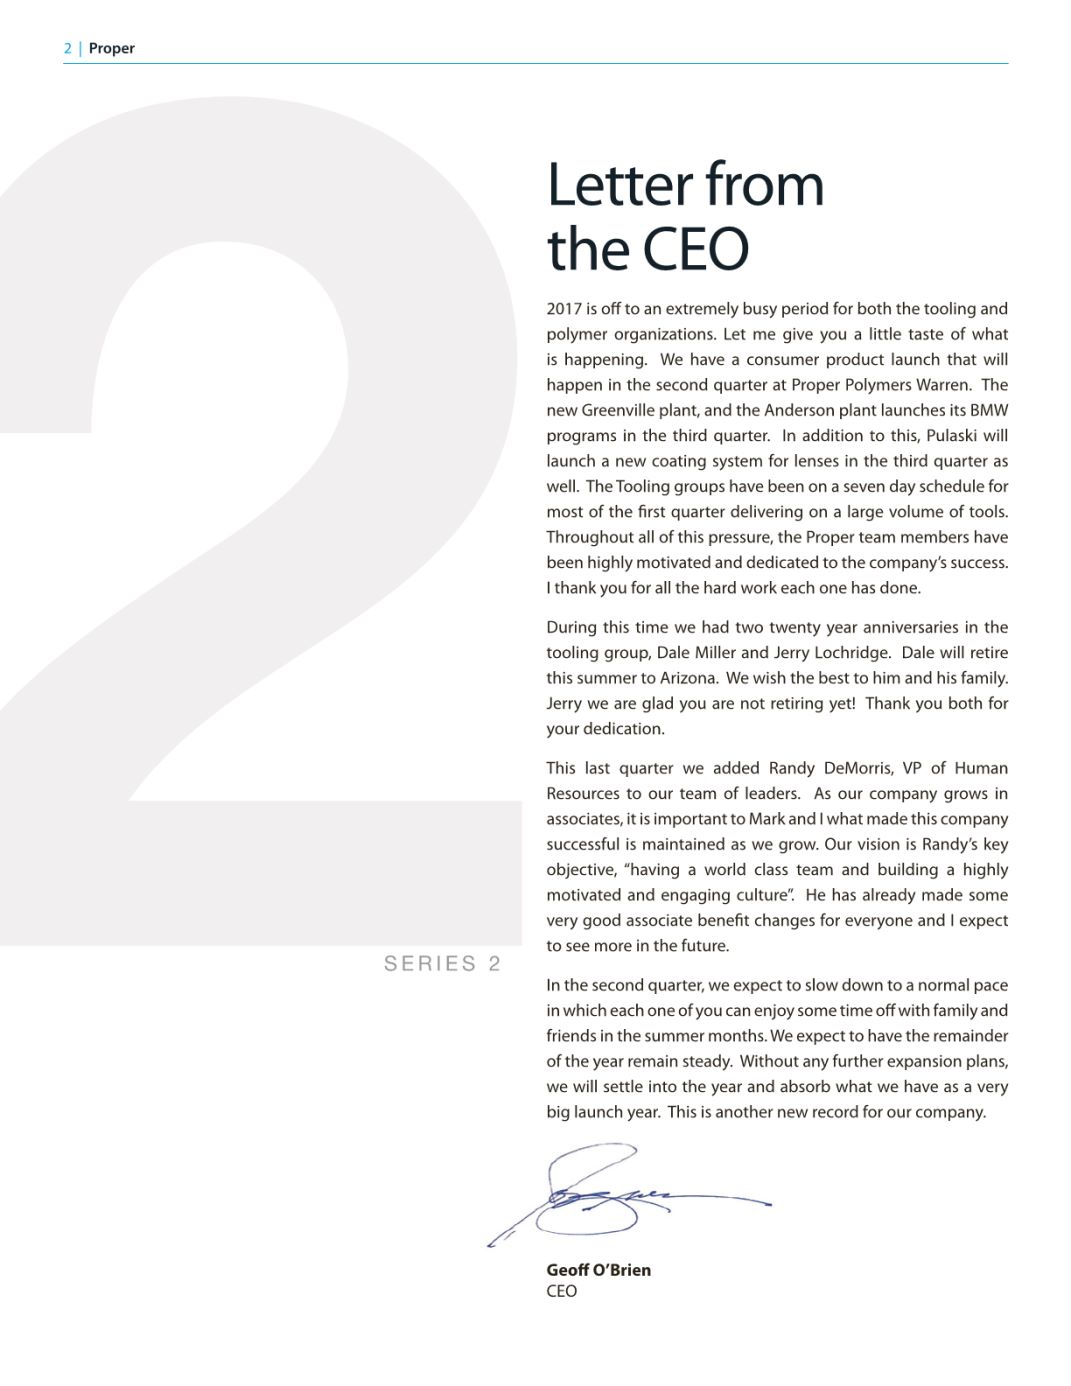 2 | Proper
Letter from
the CEO
2017 is off to an extremely busy period for both the tooling and
polymer organizations. Let me give you a little taste of what
is happening. We have a consumer product launch that will
happen in the second quarter at Proper Polymers Warren. The
new Greenville plant, and the Anderson plant launches its BMW
programs in the third quarter. In addition to this, Pulaski will
launch a new coating system for lenses in the third quarter as
well. The Tooling groups have been on a seven day schedule for
most of the first quarter delivering on a large volume of tools.
Throughout all of this pressure, the Proper team members have
been highly motivated and dedicated to the company’s success.
I thank you for all the hard work each one has done.
During this time we had two twenty year anniversaries in the
tooling group, Dale Miller and Jerry Lochridge. Dale will retire
this summer to Arizona. We wish the best to him and his family.
Jerry we are glad you are not retiring yet! Thank you both for
your dedication.
This last quarter we added Randy DeMorris, VP of Human
Resources to our team of leaders. As our company grows in
associates, it is important to Mark and I what made this company
successful is maintained as we grow. Our vision is Randy’s key
objective, “having a world class team and building a highly
motivated and engaging culture”. He has already made some
very good associate benefit changes for everyone and I expect
to see more in the future.
In the second quarter, we expect to slow down to a normal pace
in which each one of you can enjoy some time off with family and
friends in the summer months. We expect to have the remainder
of the year remain steady. Without any further expansion plans,
we will settle into the year and absorb what we have as a very
big launch year. This is another new record for our company.
Geoff O’Brien
CEO
2
SERIES 2